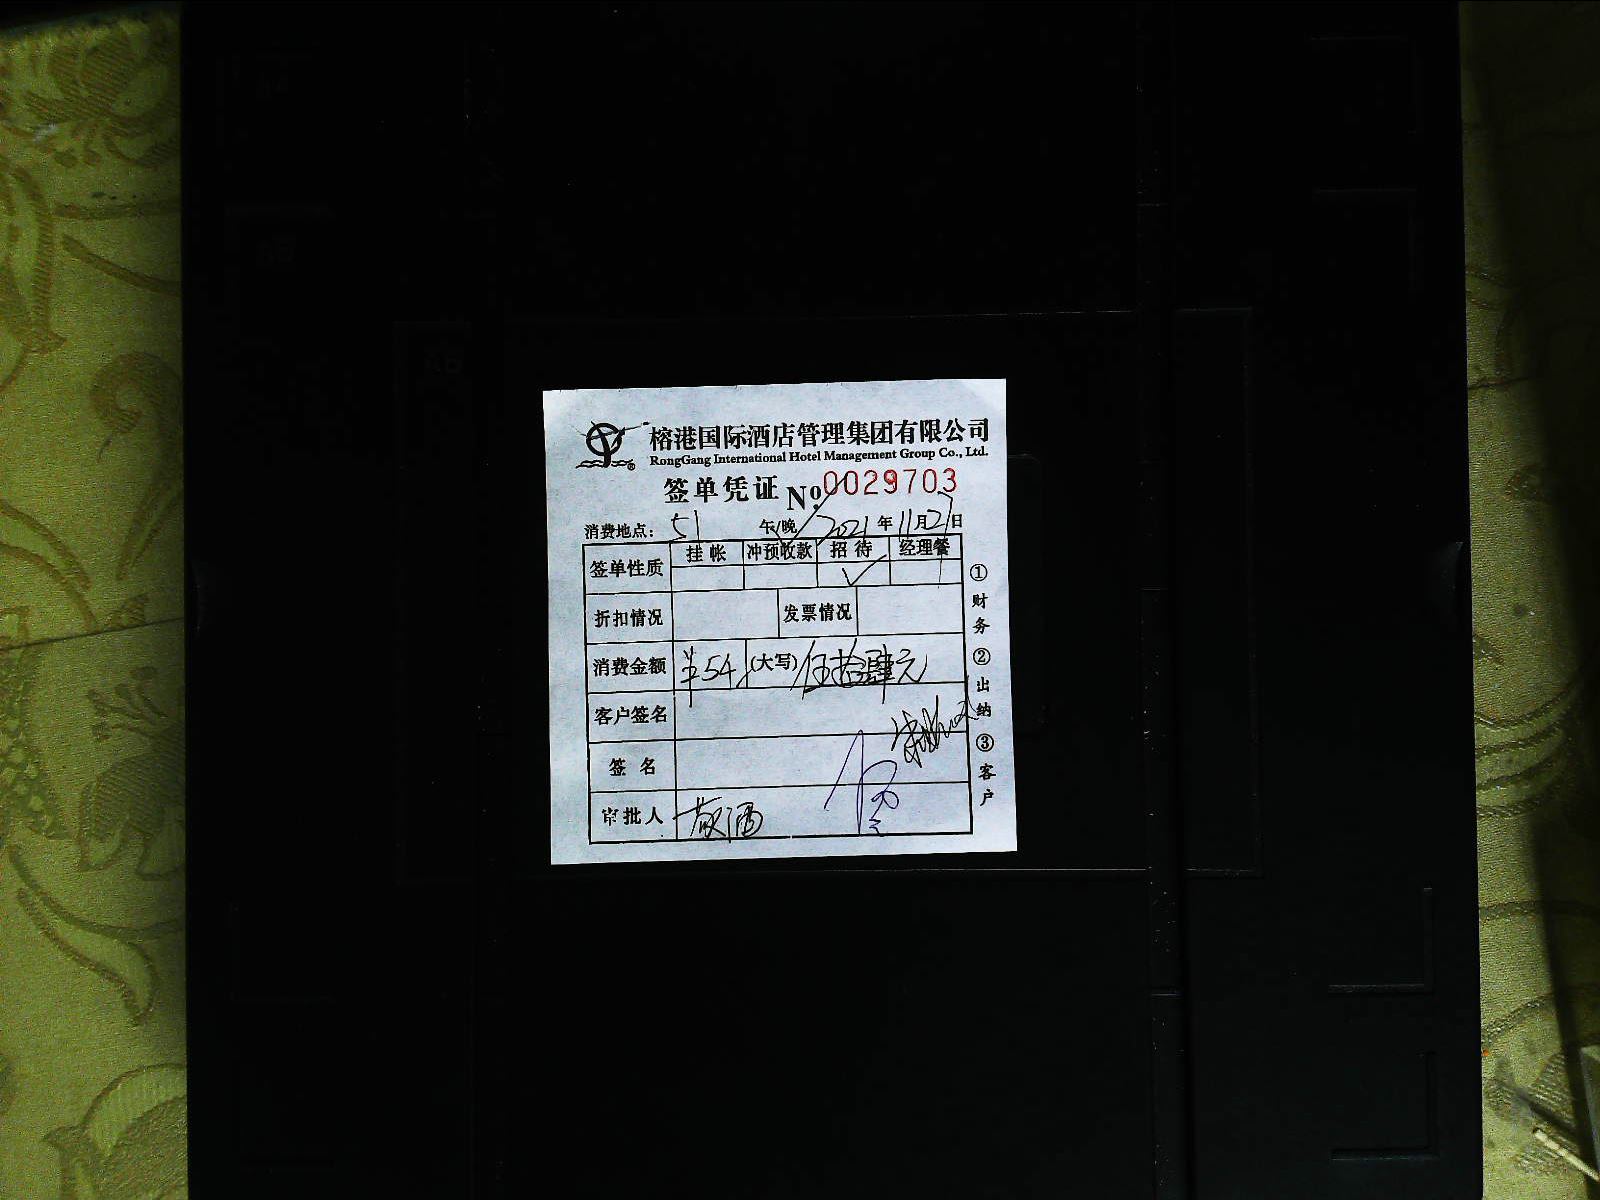 榕港国际酒店管理集团有限公司
RongGang International Hotel Management Group Co., Ltd.
签单凭证 No. 0029703
消费地点: 51 午/晚 2021 年 11 月 27 日
签单性质 挂帐 冲预收款 招待 经理餐
✓
折扣情况 发票情况
消费金额 ¥54 (大写) 伍拾肆元
客户签名
签名
审批人 敬酒
①财务 ②出纳 ③客户